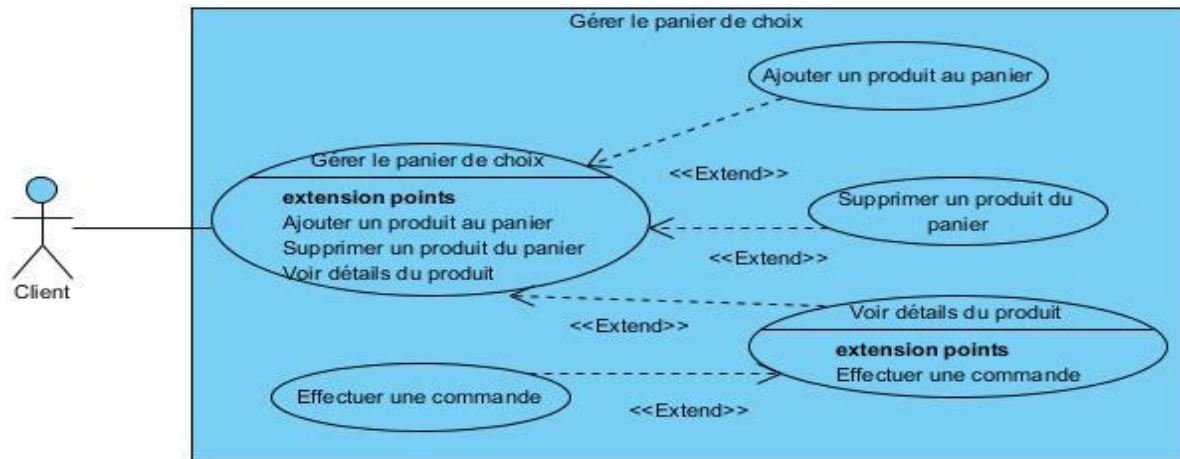 Gérer le panier de choix
Ajouter un produit au panier
Gérer le panier de choix
<<Extend>>
extension points
Ajouter un produit au panier
Supprimer un produit du panier
Voir détails du produit
Supprimer un produit du
panier
<<Extend>>
Client
<<Extend>>
Voir détails du produit
extension points
Effectuer une commande
Effectuer une commande
<<Extend>>